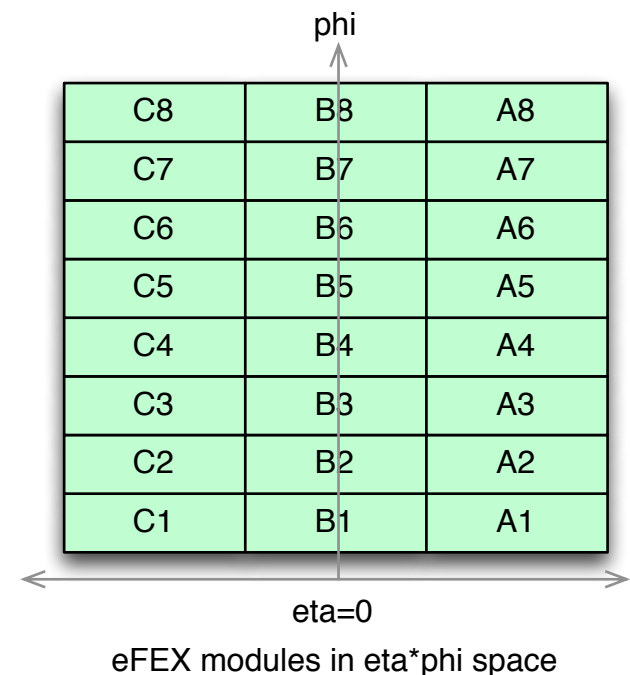 phi
C8 B8 A8
C7 B7 A7
C6 B6 A6
C5 B5 A5
C4 B4 A4
C3 B3 A3
C2 B2 A2
C1 B1 A1
eta=0
eFEX modules in eta*phi space